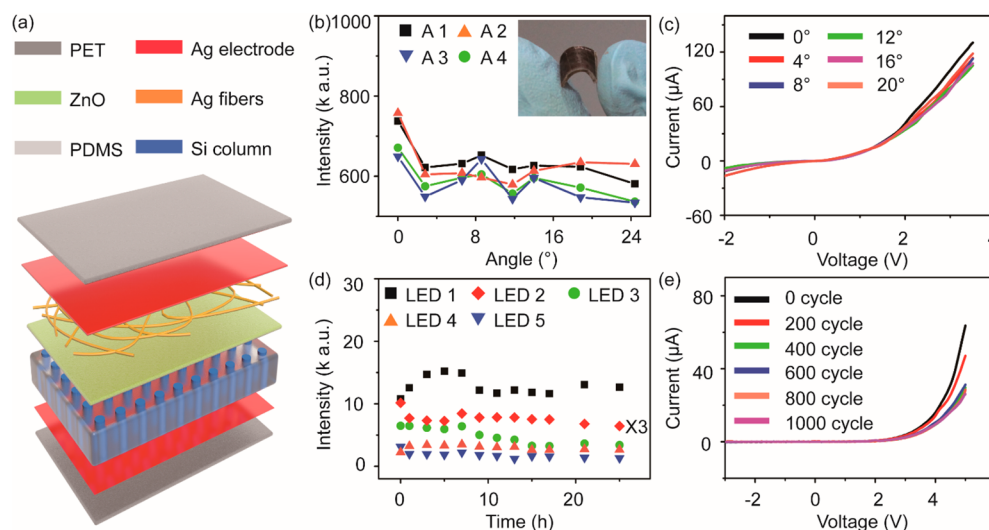 (a)
PET
Ag electrode
ZnO
Ag fibers
PDMS
Si column
(b)
1000
800
600
Intensity (k a.u.)
A 1
A 2
A 3
A 4
0 4 8 12 16 20 24
Angle (°)
(c)
120
60
0
-60
Current (μA)
0°
12°
4°
16°
8°
20°
-2 0 2 4
Voltage (V)
(d)
30
20
10
0
Intensity (k a.u.)
LED 1
LED 2
LED 3
LED 4
LED 5
X3
0 10 20
Time (h)
(e)
80
40
0
Current (μA)
0 cycle
200 cycle
400 cycle
600 cycle
800 cycle
1000 cycle
-2 0 2 4
Voltage (V)